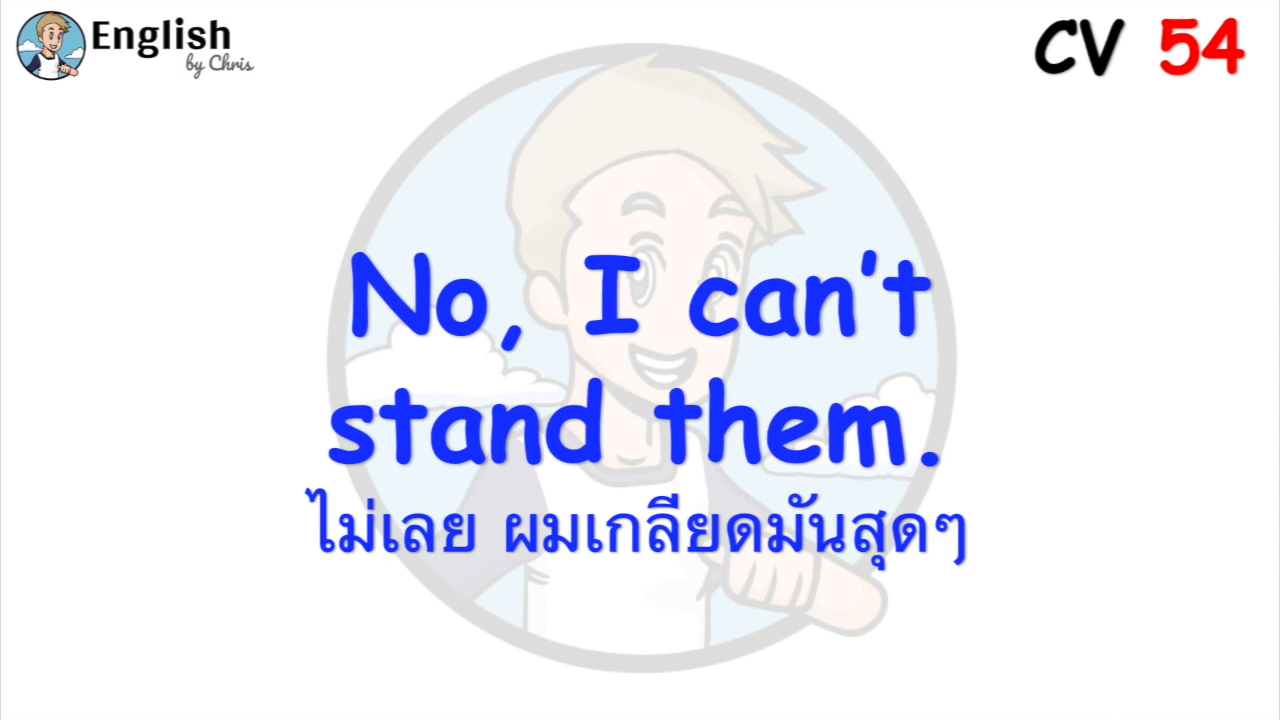 English
by Chris
CV 54
No, I can't
stand them.
ไม่เลย ผมเกลียดมันสุดๆ